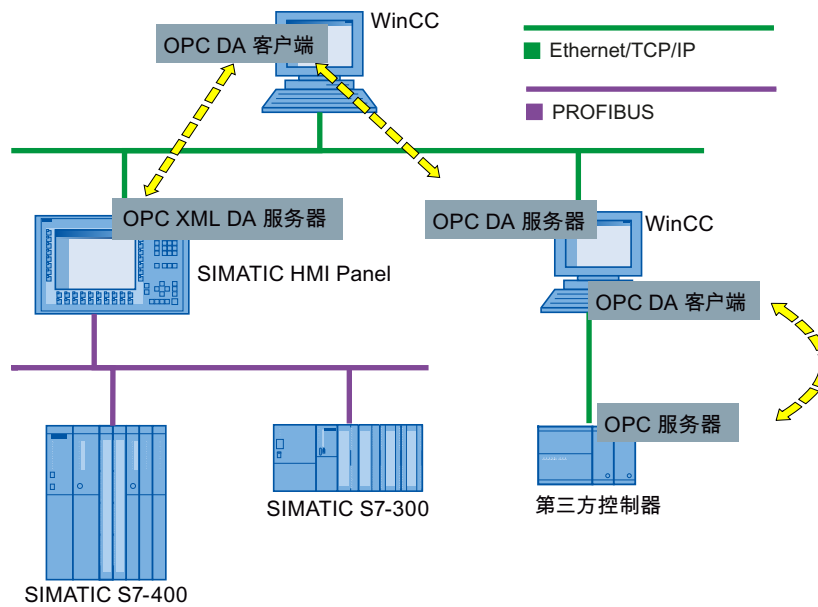 WinCC
OPC DA 客户端
Ethernet/TCP/IP
PROFIBUS
OPC XML DA 服务器
OPC DA 服务器
WinCC
SIMATIC HMI Panel
OPC DA 客户端
OPC 服务器
SIMATIC S7-300
第三方控制器
SIMATIC S7-400